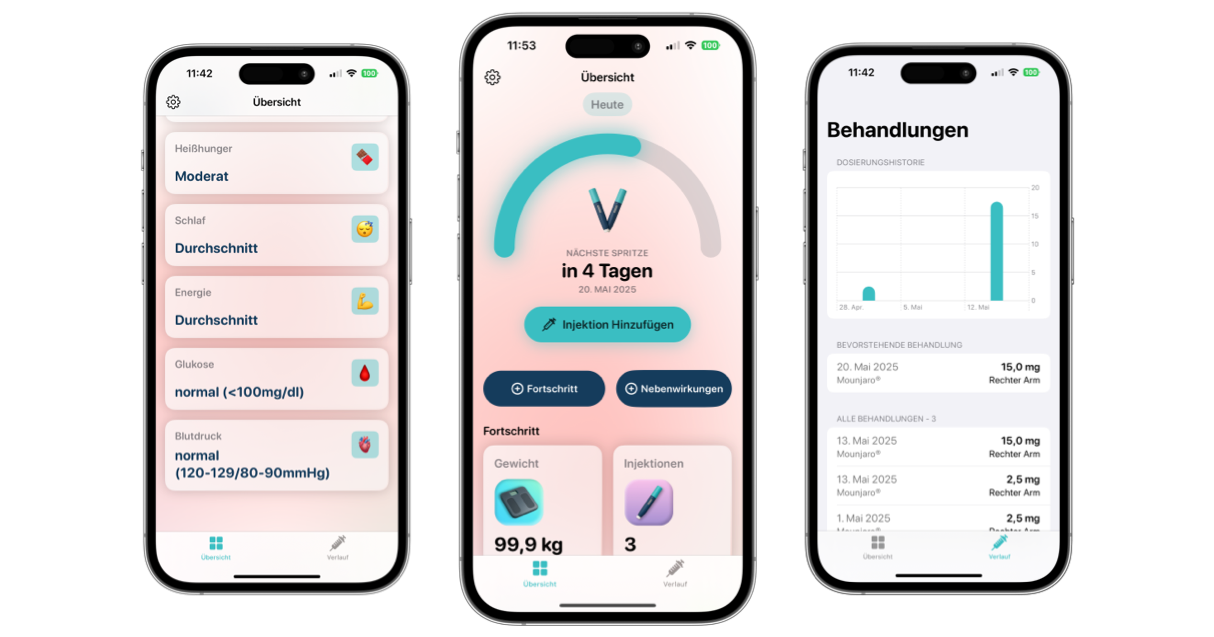 11:42
100
Übersicht
Heißhunger
Moderat
Schlaf
Durchschnitt
Energie
Durchschnitt
Glukose
normal (<100mg/dl)
Blutdruck
normal
(120-129/80-90mmHg)
Übersicht
Verlauf
11:53
100
Übersicht
Heute
NÄCHSTE SPRITZE
in 4 Tagen
20. MAI 2025
Injektion Hinzufügen
Fortschritt
Nebenwirkungen
Fortschritt
Gewicht
Injektionen
99,9 kg
3
Übersicht
Verlauf
11:42
100
Behandlungen
DOSIERUNGSHISTORIE
20
15
10
5
0
28. Apr.
5. Mai
12. Mai
BEVORSTEHENDE BEHANDLUNG
20. Mai 2025
15,0 mg
Mounjaro®
Rechter Arm
ALLE BEHANDLUNGEN - 3
13. Mai 2025
15,0 mg
Mounjaro®
Rechter Arm
13. Mai 2025
2,5 mg
Mounjaro®
Rechter Arm
1. Mai 2025
2,5 mg
Mounjaro®
Rechter Arm
Übersicht
Verlauf